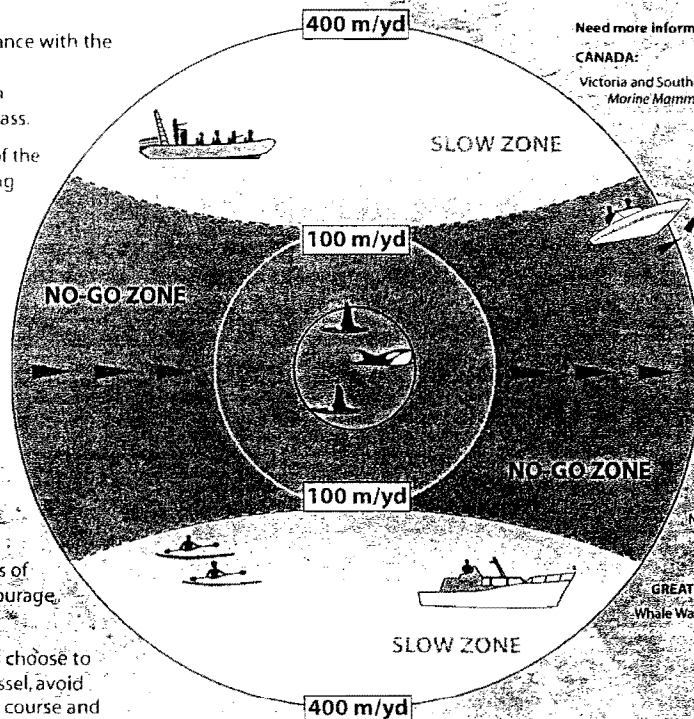 ance with the
ass.
of the
400 m/yd
Need more inform
CANADA:
Victoria and South
Marine Mamm
SLOW ZONE
100 m/yd
NO-GO ZONE
NO-GO ZONE
100 m/yd
s of
ourage,
choose to
ssel, avoid
course and
SLOW ZONE
400 m/yd
GREAT
Whale Wa